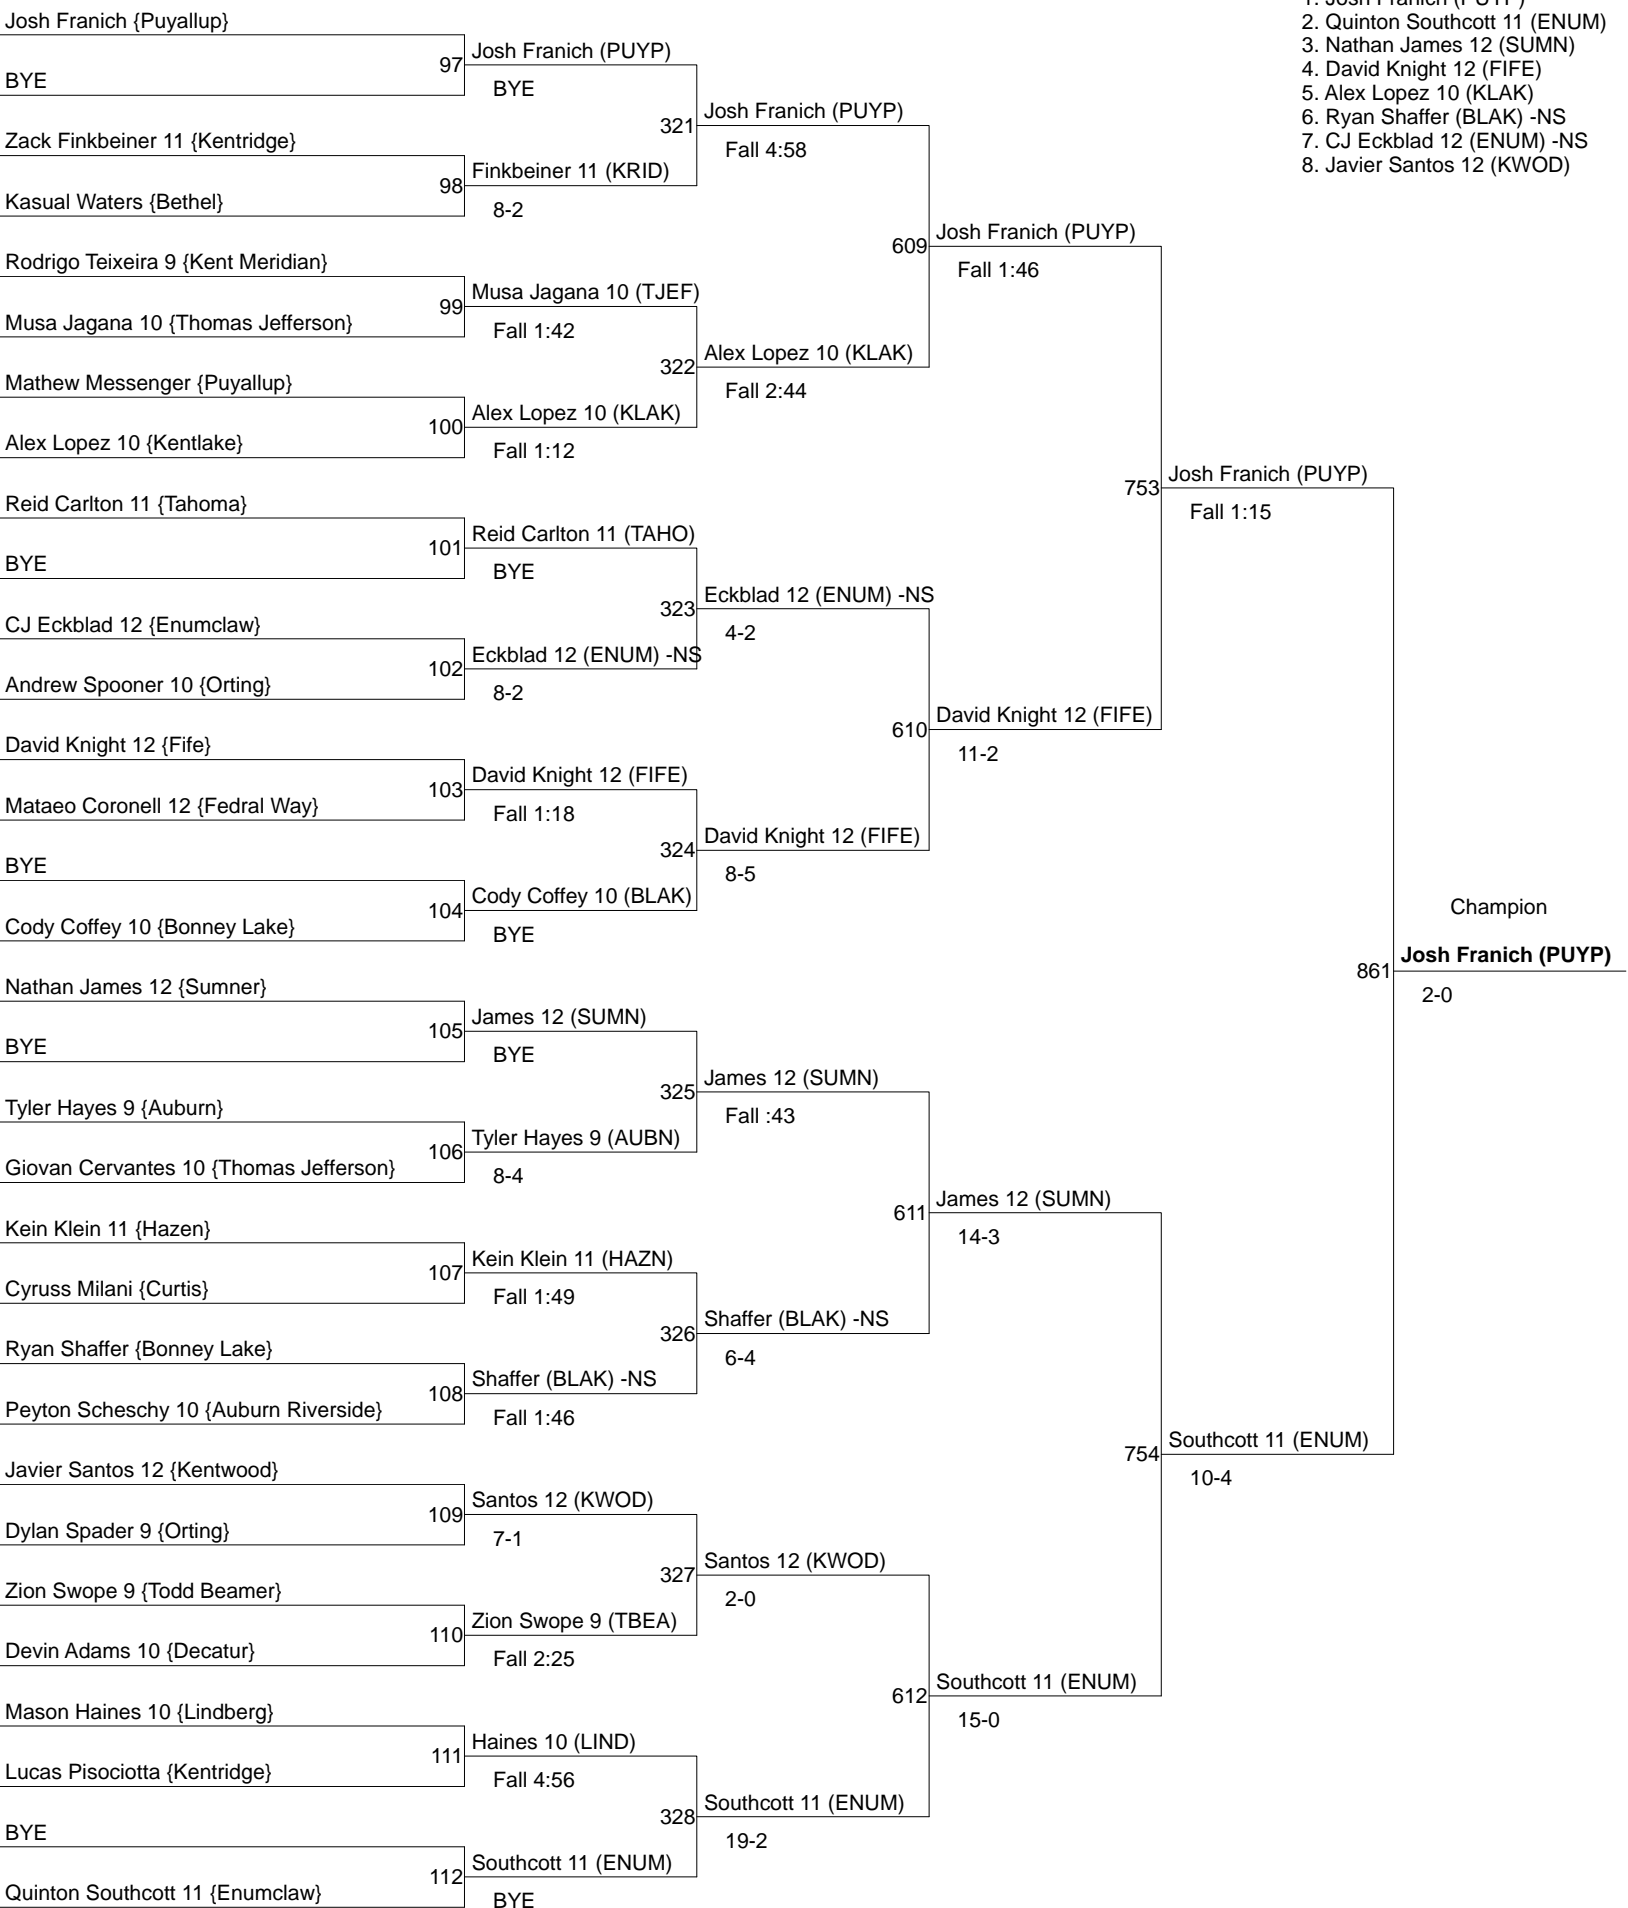 1. Josh Franich (PUYP)
2. Quinton Southcott 11 (ENUM)
3. Nathan James 12 (SUMN)
4. David Knight 12 (FIFE)
5. Alex Lopez 10 (KLAK)
6. Ryan Shaffer (BLAK) -NS
7. CJ Eckblad 12 (ENUM) -NS
8. Javier Santos 12 (KWOD)
Josh Franich {Puyallup}
BYE
Zack Finkbeiner 11 {Kentridge}
Kasual Waters {Bethel}
Rodrigo Teixeira 9 {Kent Meridian}
Musa Jagana 10 {Thomas Jefferson}
Mathew Messenger {Puyallup}
Alex Lopez 10 {Kentlake}
Reid Carlton 11 {Tahoma}
BYE
CJ Eckblad 12 {Enumclaw}
Andrew Spooner 10 {Orting}
David Knight 12 {Fife}
Mataeo Coronell 12 {Fedral Way}
BYE
Cody Coffey 10 {Bonney Lake}
Nathan James 12 {Sumner}
BYE
Tyler Hayes 9 {Auburn}
Giovan Cervantes 10 {Thomas Jefferson}
Kein Klein 11 {Hazen}
Cyruss Milani {Curtis}
Ryan Shaffer {Bonney Lake}
Peyton Scheschy 10 {Auburn Riverside}
Javier Santos 12 {Kentwood}
Dylan Spader 9 {Orting}
Zion Swope 9 {Todd Beamer}
Devin Adams 10 {Decatur}
Mason Haines 10 {Lindberg}
Lucas Pisociotta {Kentridge}
BYE
Quinton Southcott 11 {Enumclaw}
97
Josh Franich (PUYP)
BYE
98
Finkbeiner 11 (KRID)
8-2
99
Musa Jagana 10 (TJEF)
Fall 1:42
100
Alex Lopez 10 (KLAK)
Fall 1:12
101
Reid Carlton 11 (TAHO)
BYE
102
Eckblad 12 (ENUM) -NS
8-2
103
David Knight 12 (FIFE)
Fall 1:18
104
Cody Coffey 10 (BLAK)
BYE
105
James 12 (SUMN)
BYE
106
Tyler Hayes 9 (AUBN)
8-4
107
Kein Klein 11 (HAZN)
Fall 1:49
108
Shaffer (BLAK) -NS
Fall 1:46
109
Santos 12 (KWOD)
7-1
110
Zion Swope 9 (TBEA)
Fall 2:25
111
Haines 10 (LIND)
Fall 4:56
112
Southcott 11 (ENUM)
BYE
321
Josh Franich (PUYP)
Fall 4:58
322
Alex Lopez 10 (KLAK)
Fall 2:44
323
Eckblad 12 (ENUM) -NS
4-2
324
David Knight 12 (FIFE)
8-5
325
James 12 (SUMN)
Fall :43
326
Shaffer (BLAK) -NS
6-4
327
Santos 12 (KWOD)
2-0
328
Southcott 11 (ENUM)
19-2
609
Josh Franich (PUYP)
Fall 1:46
610
David Knight 12 (FIFE)
11-2
611
James 12 (SUMN)
14-3
612
Southcott 11 (ENUM)
15-0
753
Josh Franich (PUYP)
Fall 1:15
754
Southcott 11 (ENUM)
10-4
Champion
861
Josh Franich (PUYP)
2-0